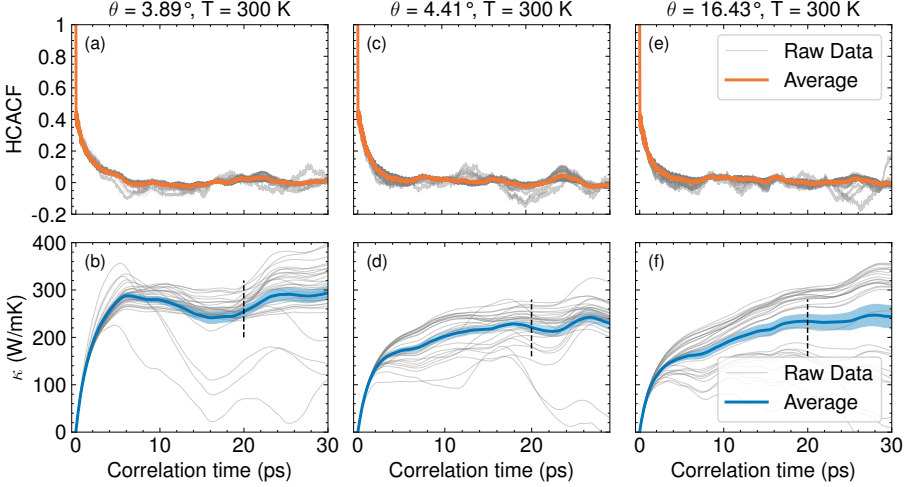 θ = 3.89°, T = 300 K
θ = 4.41°, T = 300 K
θ = 16.43°, T = 300 K
HCACF
1
0.8
0.6
0.4
0.2
0
-0.2
(a)
(c)
(e)
Raw Data
Average
κ (W/mK)
400
300
200
100
0
(b)
(d)
(f)
Raw Data
Average
0
10
20
30
0
10
20
0
10
20
30
Correlation time (ps)
Correlation time (ps)
Correlation time (ps)